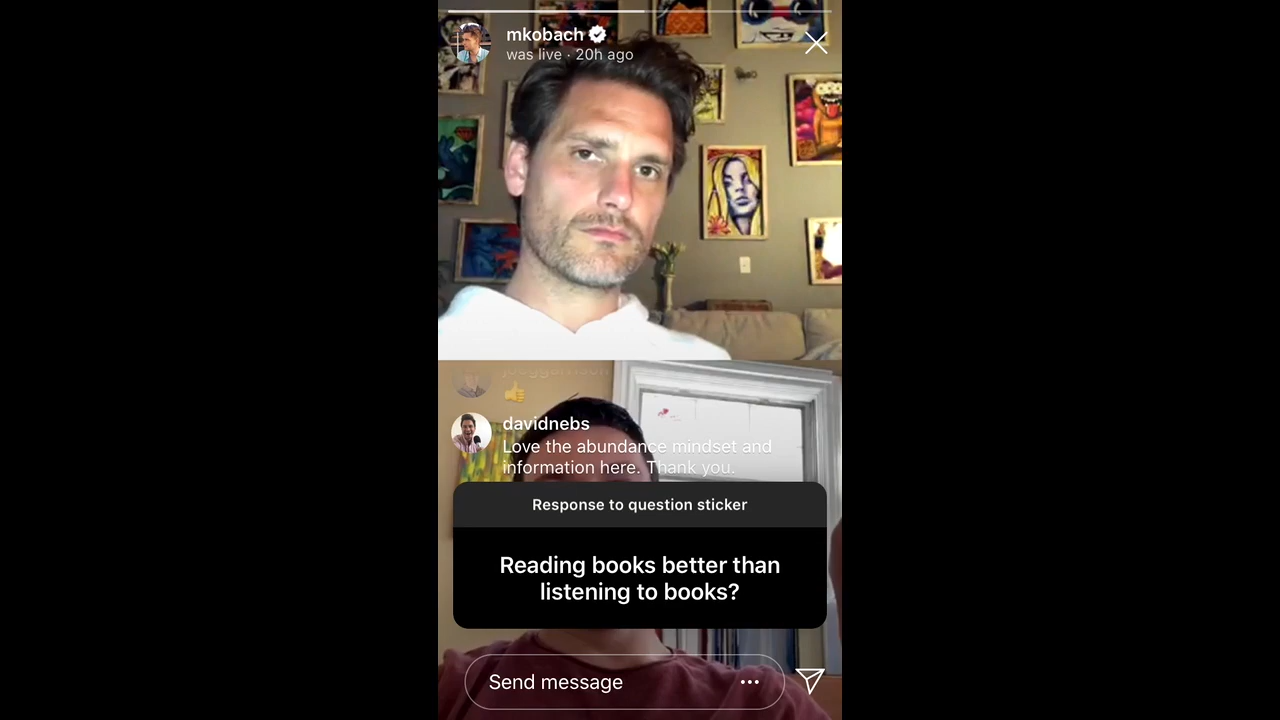 mkobach
was live · 20h ago
davidnebs
Love the abundance mindset and
information here. Thank you.
Response to question sticker
Reading books better than
listening to books?
Send message